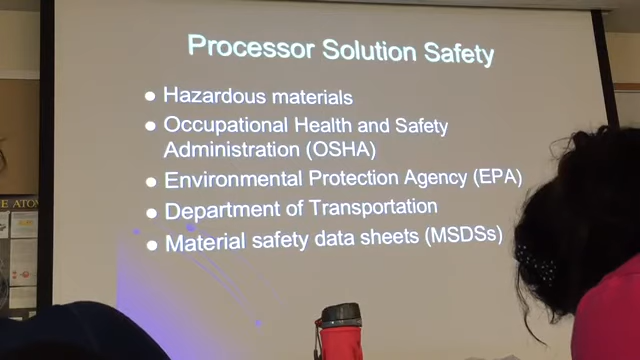 Processor Solution Safety
• Hazardous materials
• Occupational Health and Safety
Administration (OSHA)
• Environmental Protection Agency (EPA)
• Department of Transportation
• Material safety data sheets (MSDSs)
E ATOM